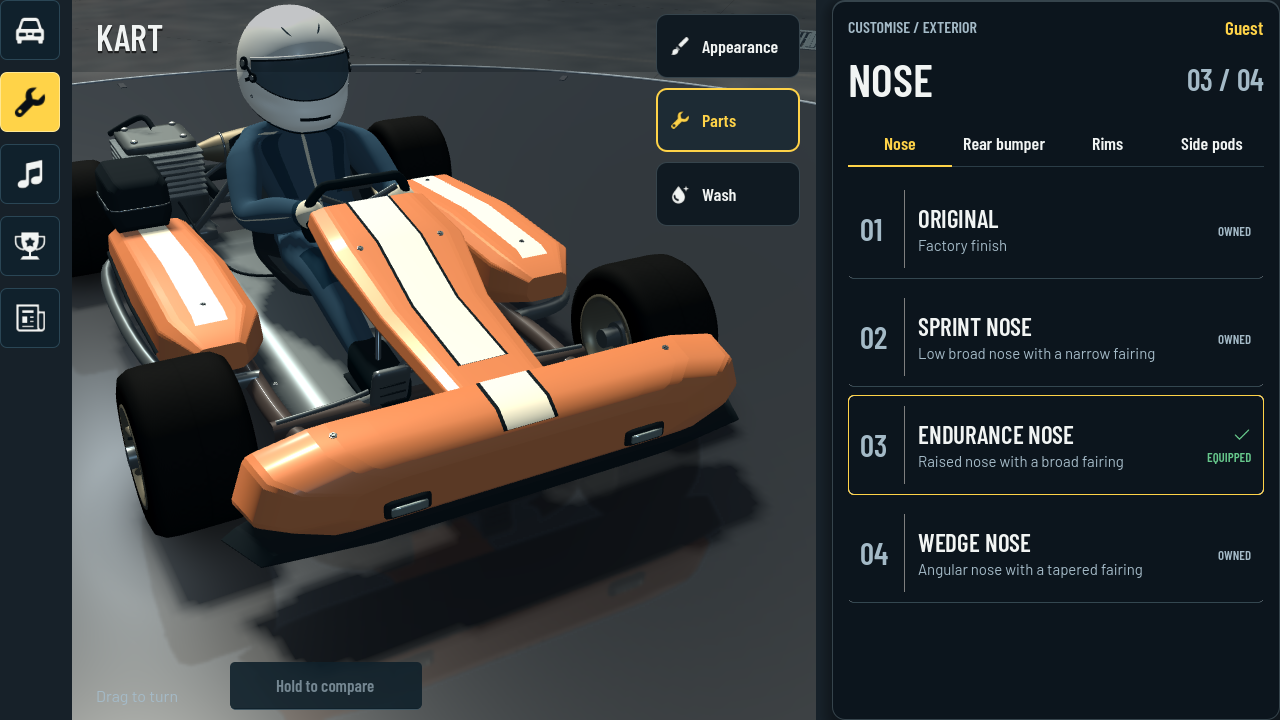 KART
Appearance
Parts
Wash
Hold to compare
Drag to turn
CUSTOMISE / EXTERIOR
Guest
NOSE
03 / 04
Nose
Rear bumper
Rims
Side pods
01
ORIGINAL
Factory finish
OWNED
02
SPRINT NOSE
Low broad nose with a narrow fairing
OWNED
03
ENDURANCE NOSE
Raised nose with a broad fairing
EQUIPPED
04
WEDGE NOSE
Angular nose with a tapered fairing
OWNED